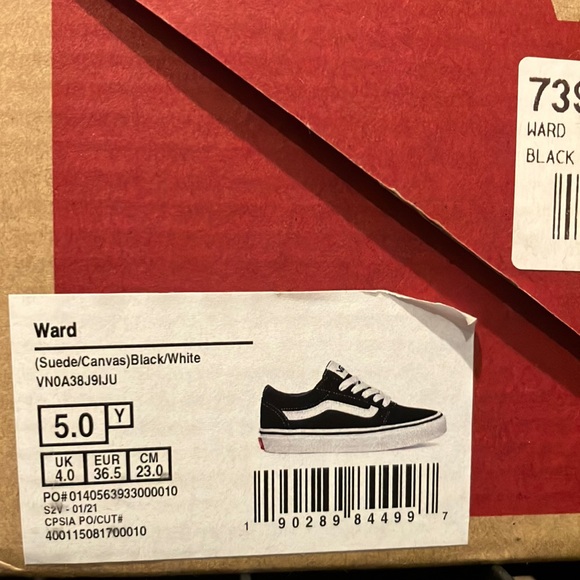 739
WARD
BLACK
Ward
(Suede/Canvas)Black/White
VN0A38J9IJU
5.0 Y
UK EUR CM
4.0 36.5 23.0
PO# 0140563933000010
S2V - 01/21
CPSIA PO/CUT#
400115081700010
1 90289 84499 7